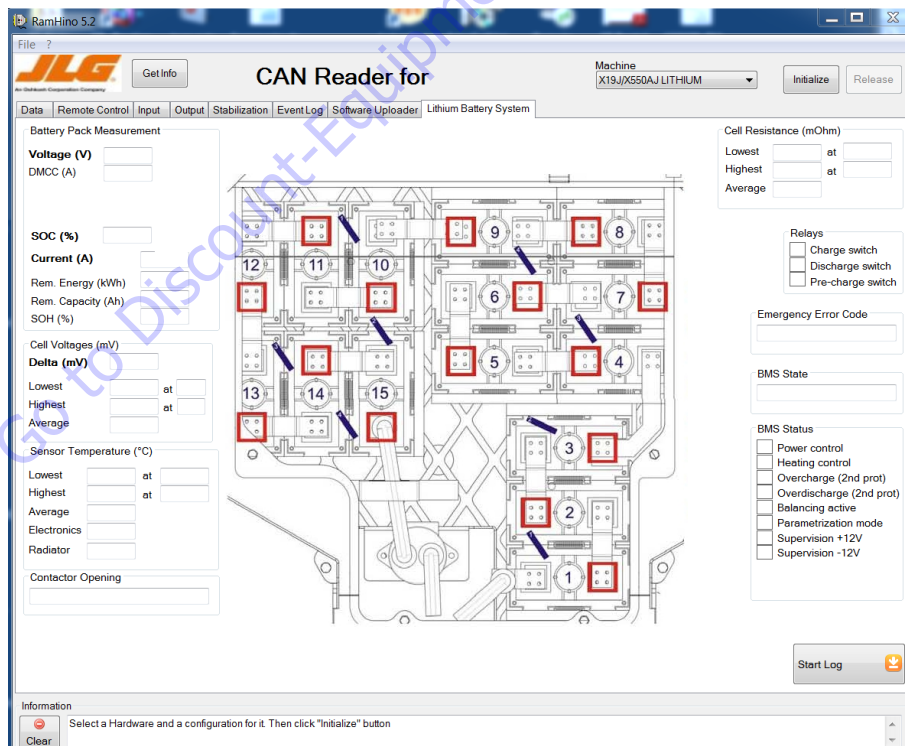 RamHino 5.2
File ?
JLG
An Oshkosh Corporation Company
Get Info
CAN Reader for
Machine
X19J/X550AJ LITHIUM
Initialize
Release
Data Remote Control Input Output Stabilization Event Log Software Uploader Lithium Battery System
Battery Pack Measurement
Voltage (V)
DMCC (A)
SOC (%)
Current (A)
Rem. Energy (kWh)
Rem. Capacity (Ah)
SOH (%)
Cell Voltages (mV)
Delta (mV)
Lowest at
Highest at
Average
Sensor Temperature (°C)
Lowest at
Highest at
Average
Electronics
Radiator
Contactor Opening
9 8
12 11 10
6 7
5 4
13 14 15
3
2
1
Cell Resistance (mOhm)
Lowest at
Highest at
Average
Relays
Charge switch
Discharge switch
Pre-charge switch
Emergency Error Code
BMS State
BMS Status
Power control
Heating control
Overcharge (2nd prot)
Overdischarge (2nd prot)
Balancing active
Parametrization mode
Supervision +12V
Supervision -12V
Start Log
Information
Clear
Select a Hardware and a configuration for it. Then click "Initialize" button